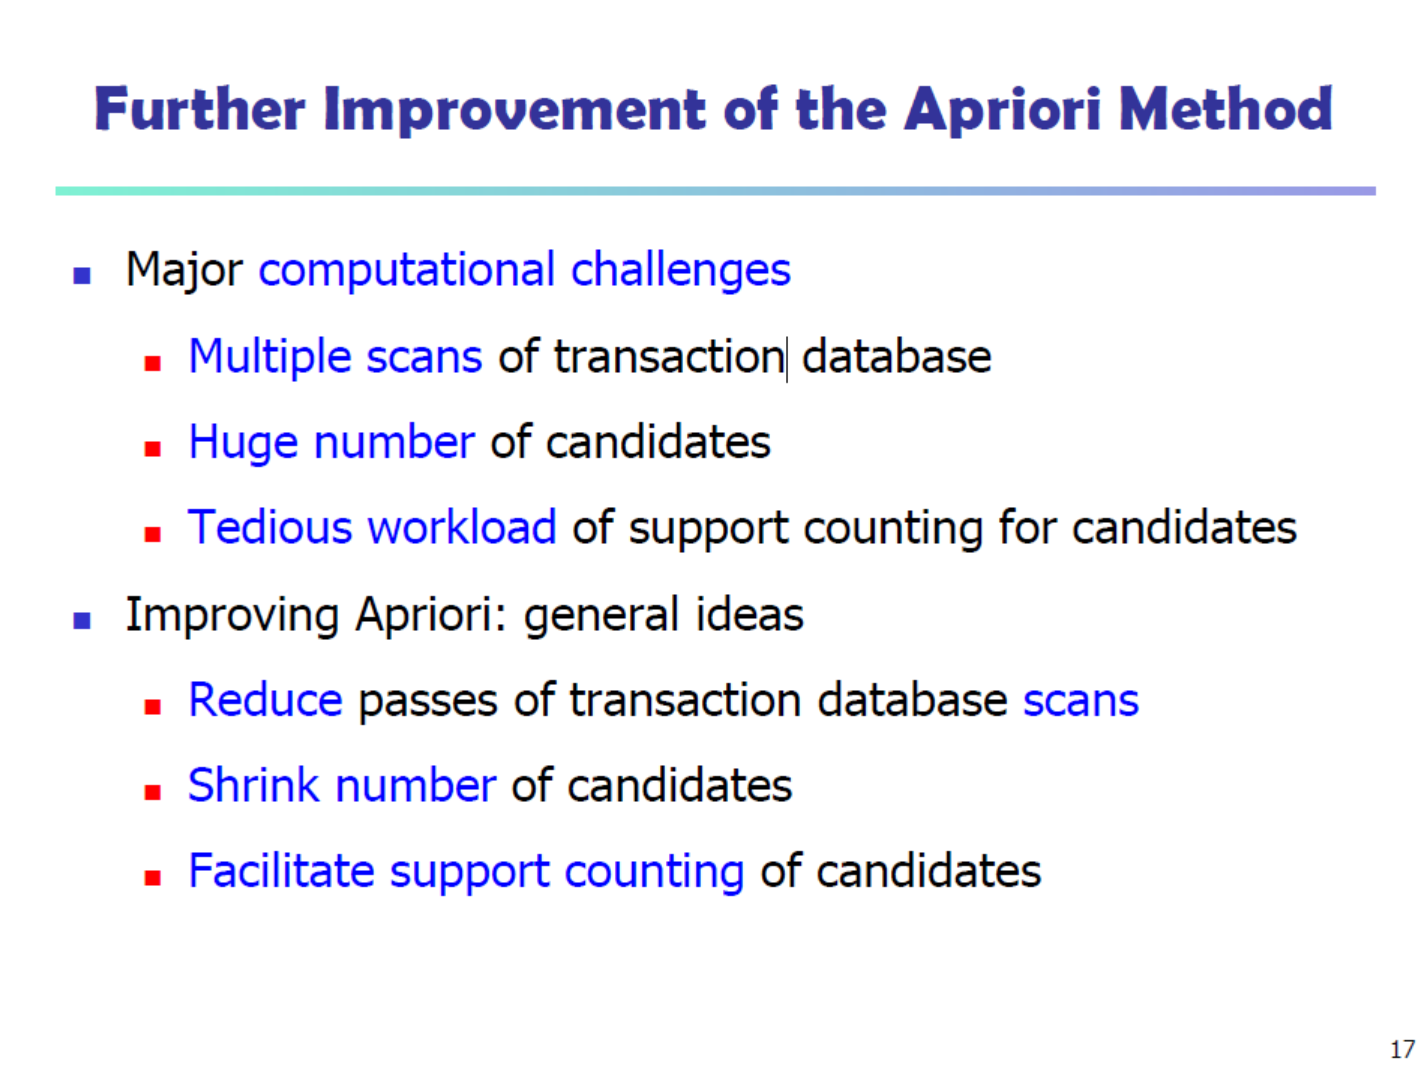 Further Improvement of the Apriori Method
Major computational challenges
Multiple scans of transaction database
Huge number of candidates
Tedious workload of support counting for candidates
Improving Apriori: general ideas
Reduce passes of transaction database scans
Shrink number of candidates
Facilitate support counting of candidates
17